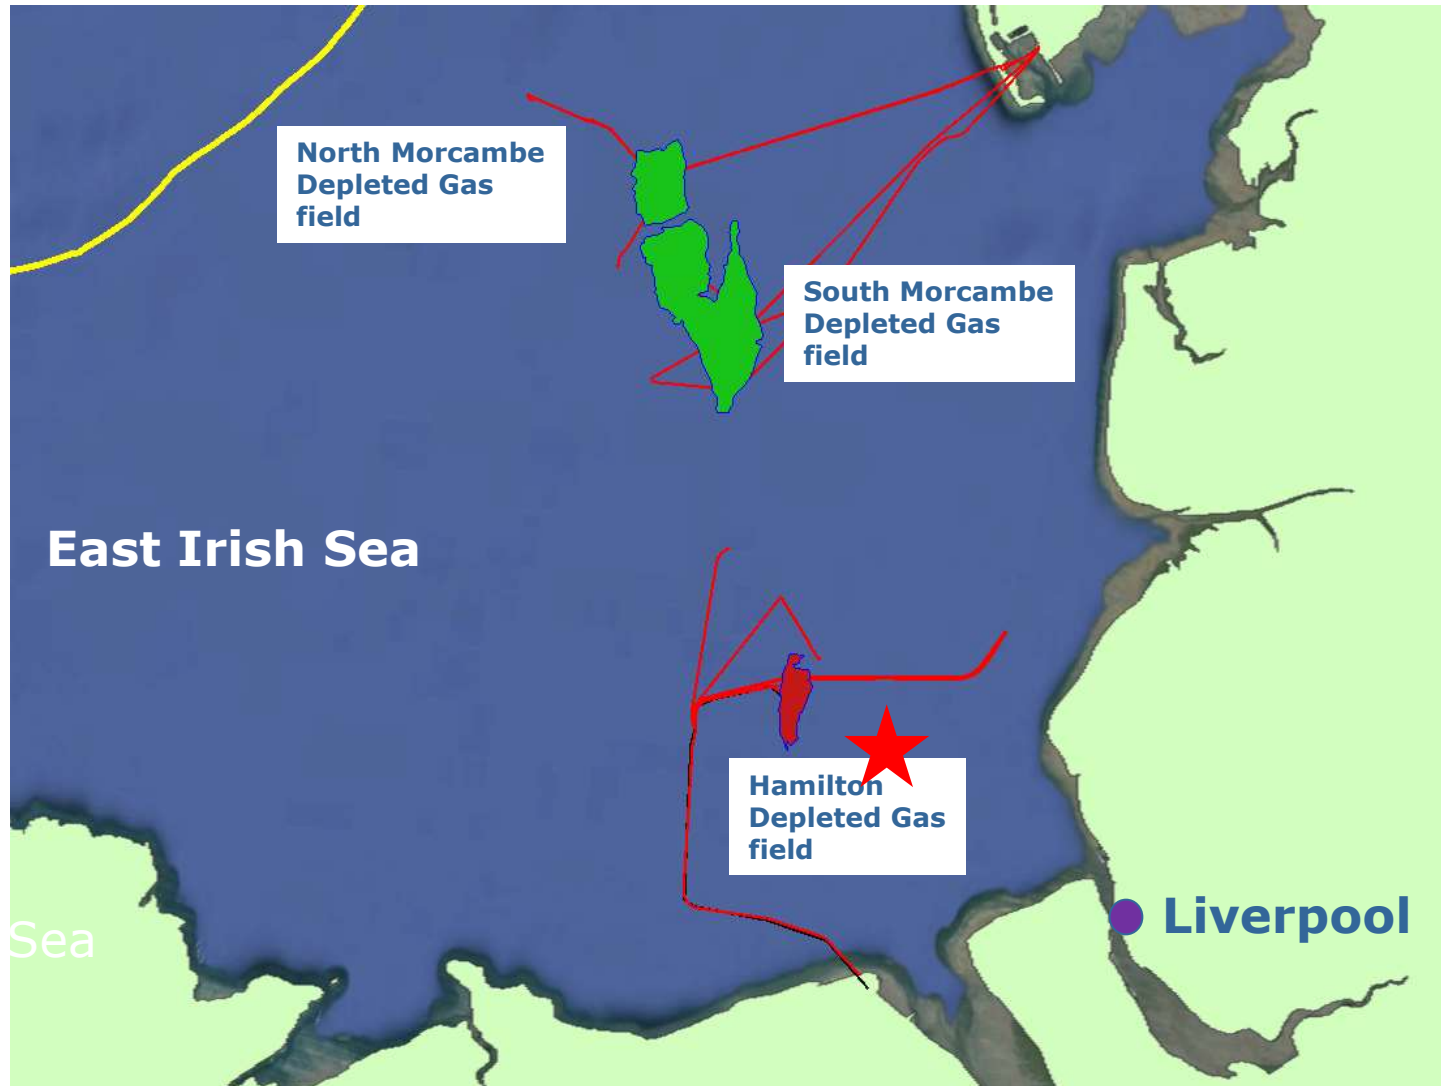 North Morcambe
Depleted Gas
field
South Morcambe
Depleted Gas
field
East Irish Sea
Hamilton
Depleted Gas
field
Liverpool
Sea